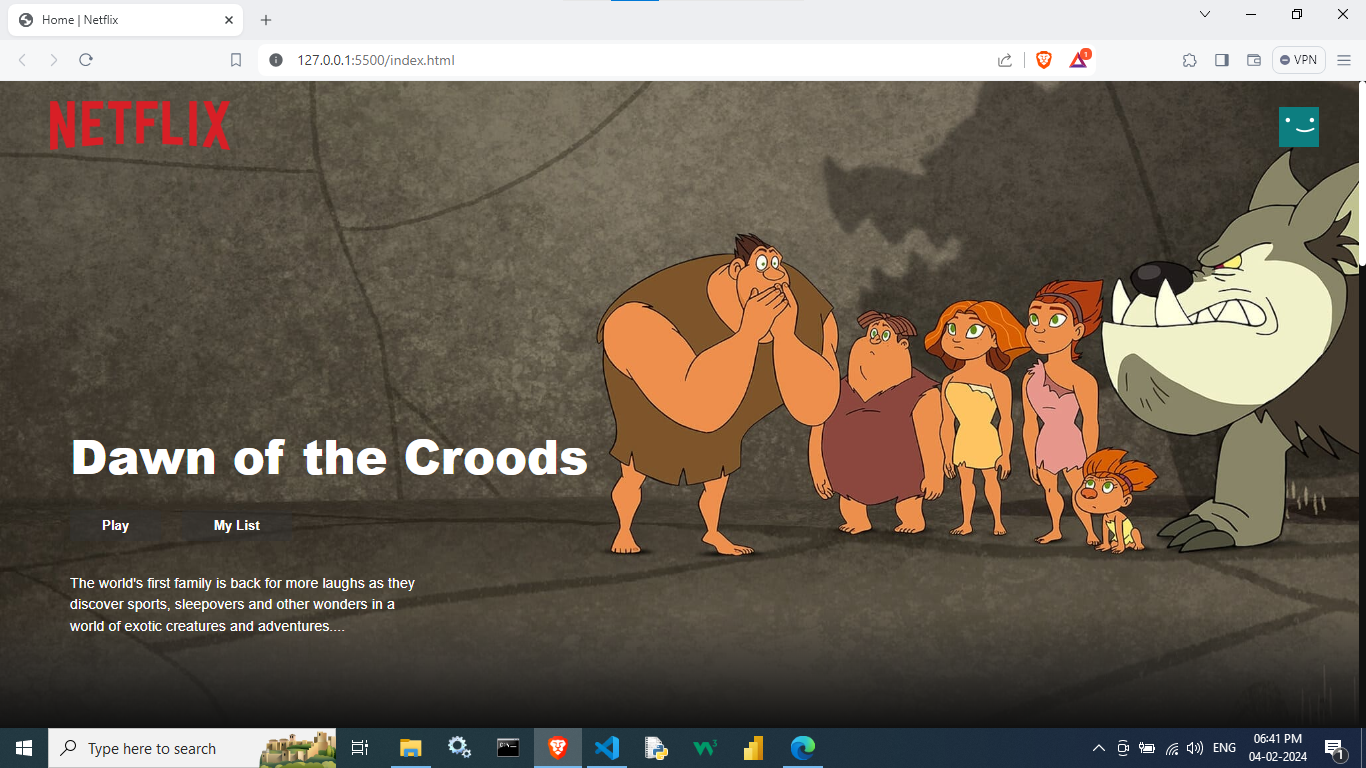 Home | Netflix
127.0.0.1:5500/index.html
1
VPN
NETFLIX
Dawn of the Croods
Play
My List
The world's first family is back for more laughs as they
discover sports, sleepovers and other wonders in a
world of exotic creatures and adventures....
Type here to search
W3
ENG
06:41 PM
04-02-2024
1